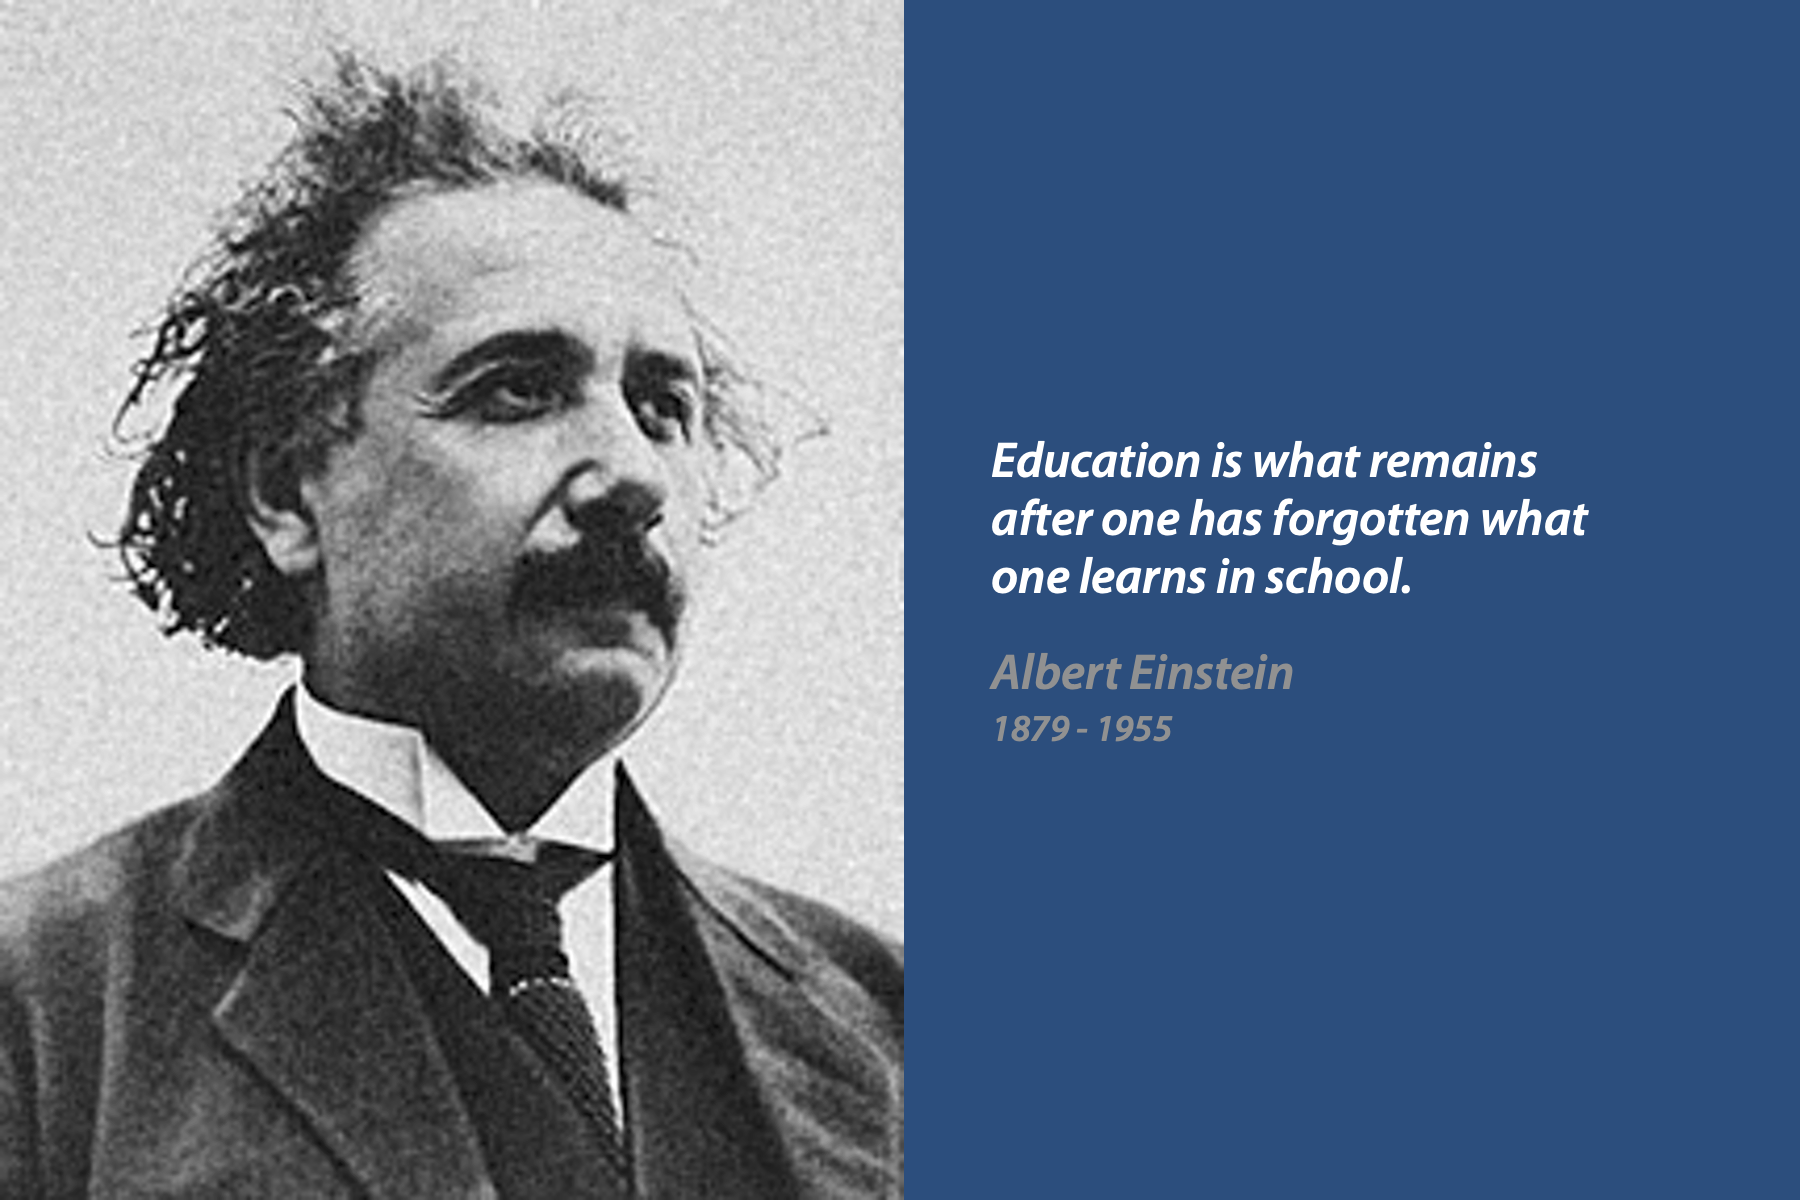 Education is what remains
after one has forgotten what
one learns in school.
Albert Einstein
1879 - 1955